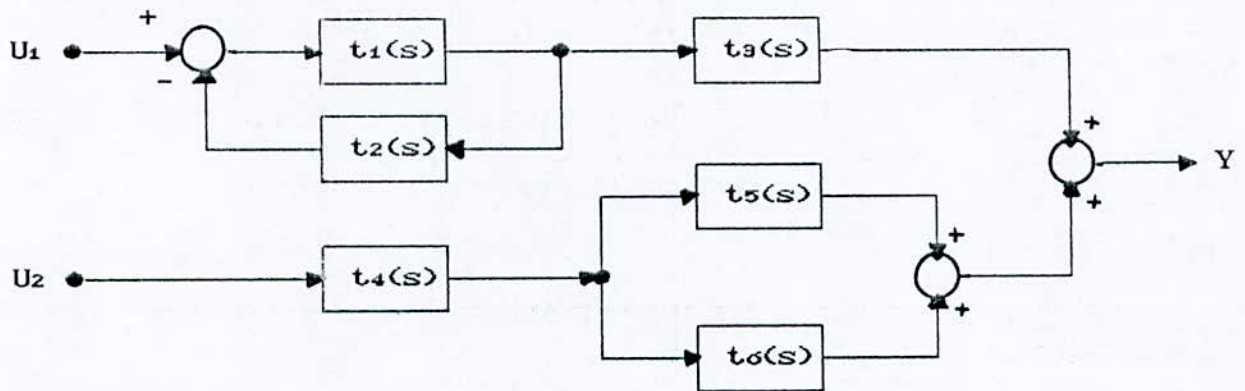 +
U1
t1(s)
t3(s)
-
t2(s)
+
Y
t5(s)
+
+
U2
t4(s)
+
t6(s)